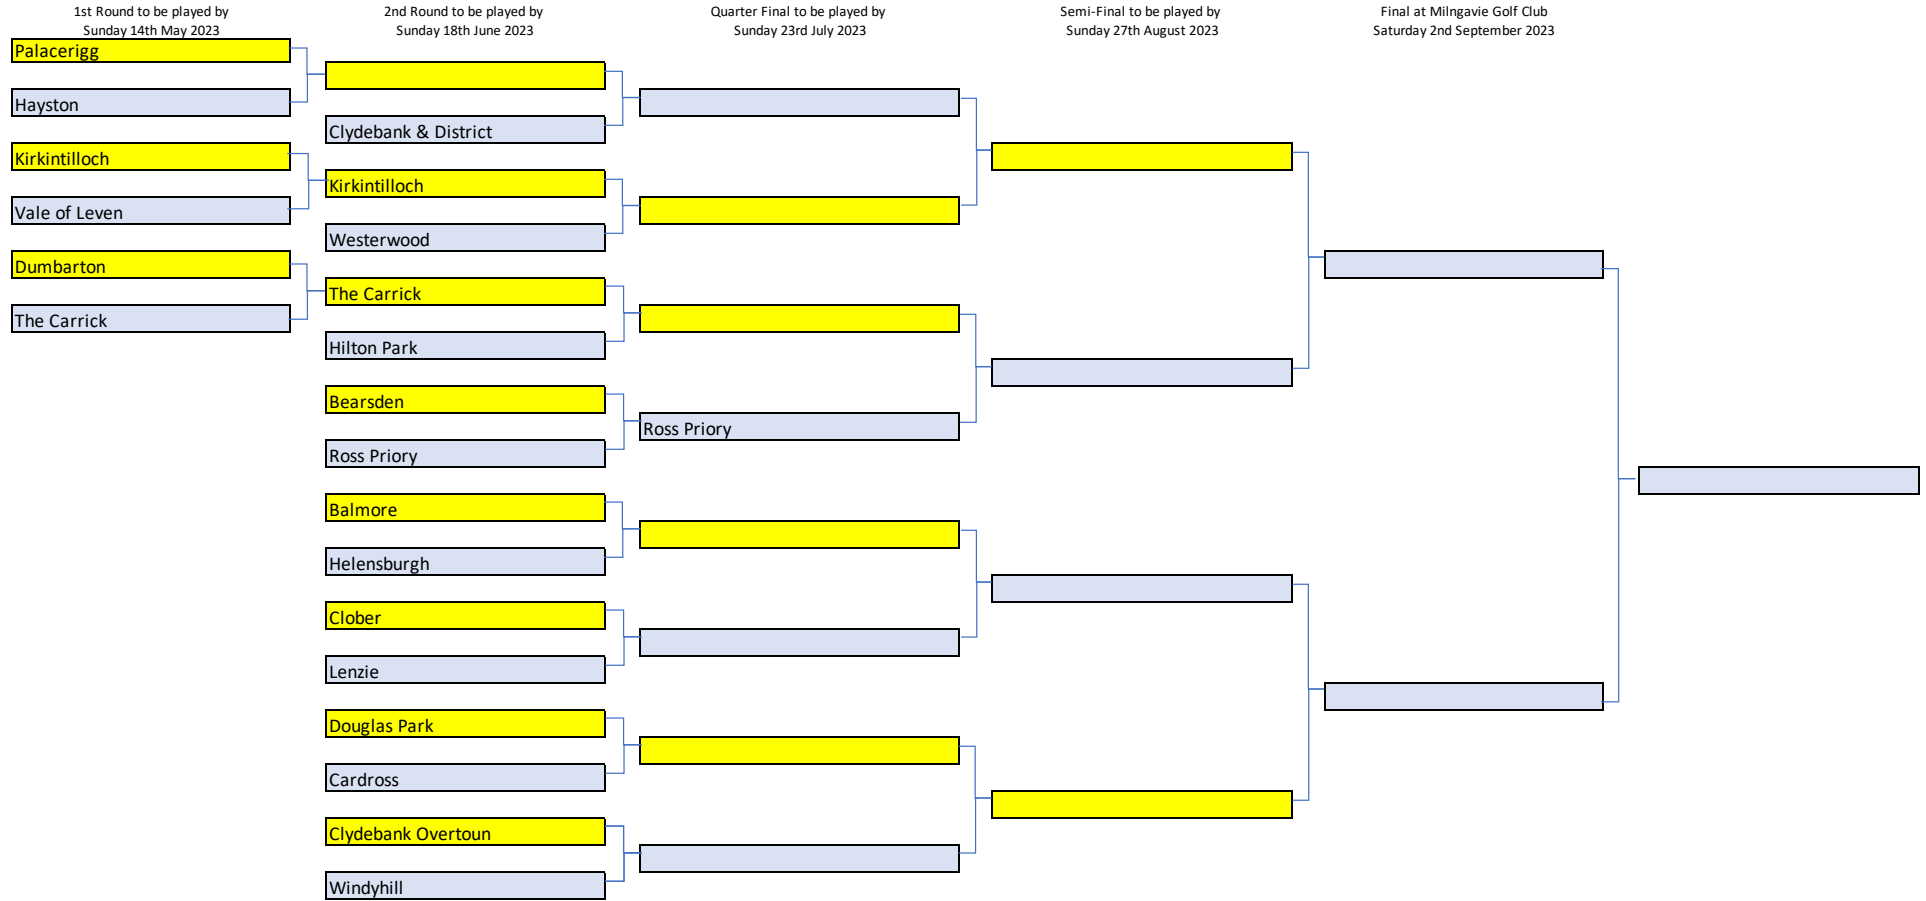 1st Round to be played by
Sunday 14th May 2023
2nd Round to be played by
Sunday 18th June 2023
Quarter Final to be played by
Sunday 23rd July 2023
Semi-Final to be played by
Sunday 27th August 2023
Final at Milngavie Golf Club
Saturday 2nd September 2023
Palacerigg
Hayston
Kirkintilloch
Vale of Leven
Dumbarton
The Carrick
Clydebank & District
Kirkintilloch
Westerwood
The Carrick
Hilton Park
Bearsden
Ross Priory
Balmore
Helensburgh
Clober
Lenzie
Douglas Park
Cardross
Clydebank Overtoun
Windyhill
Ross Priory